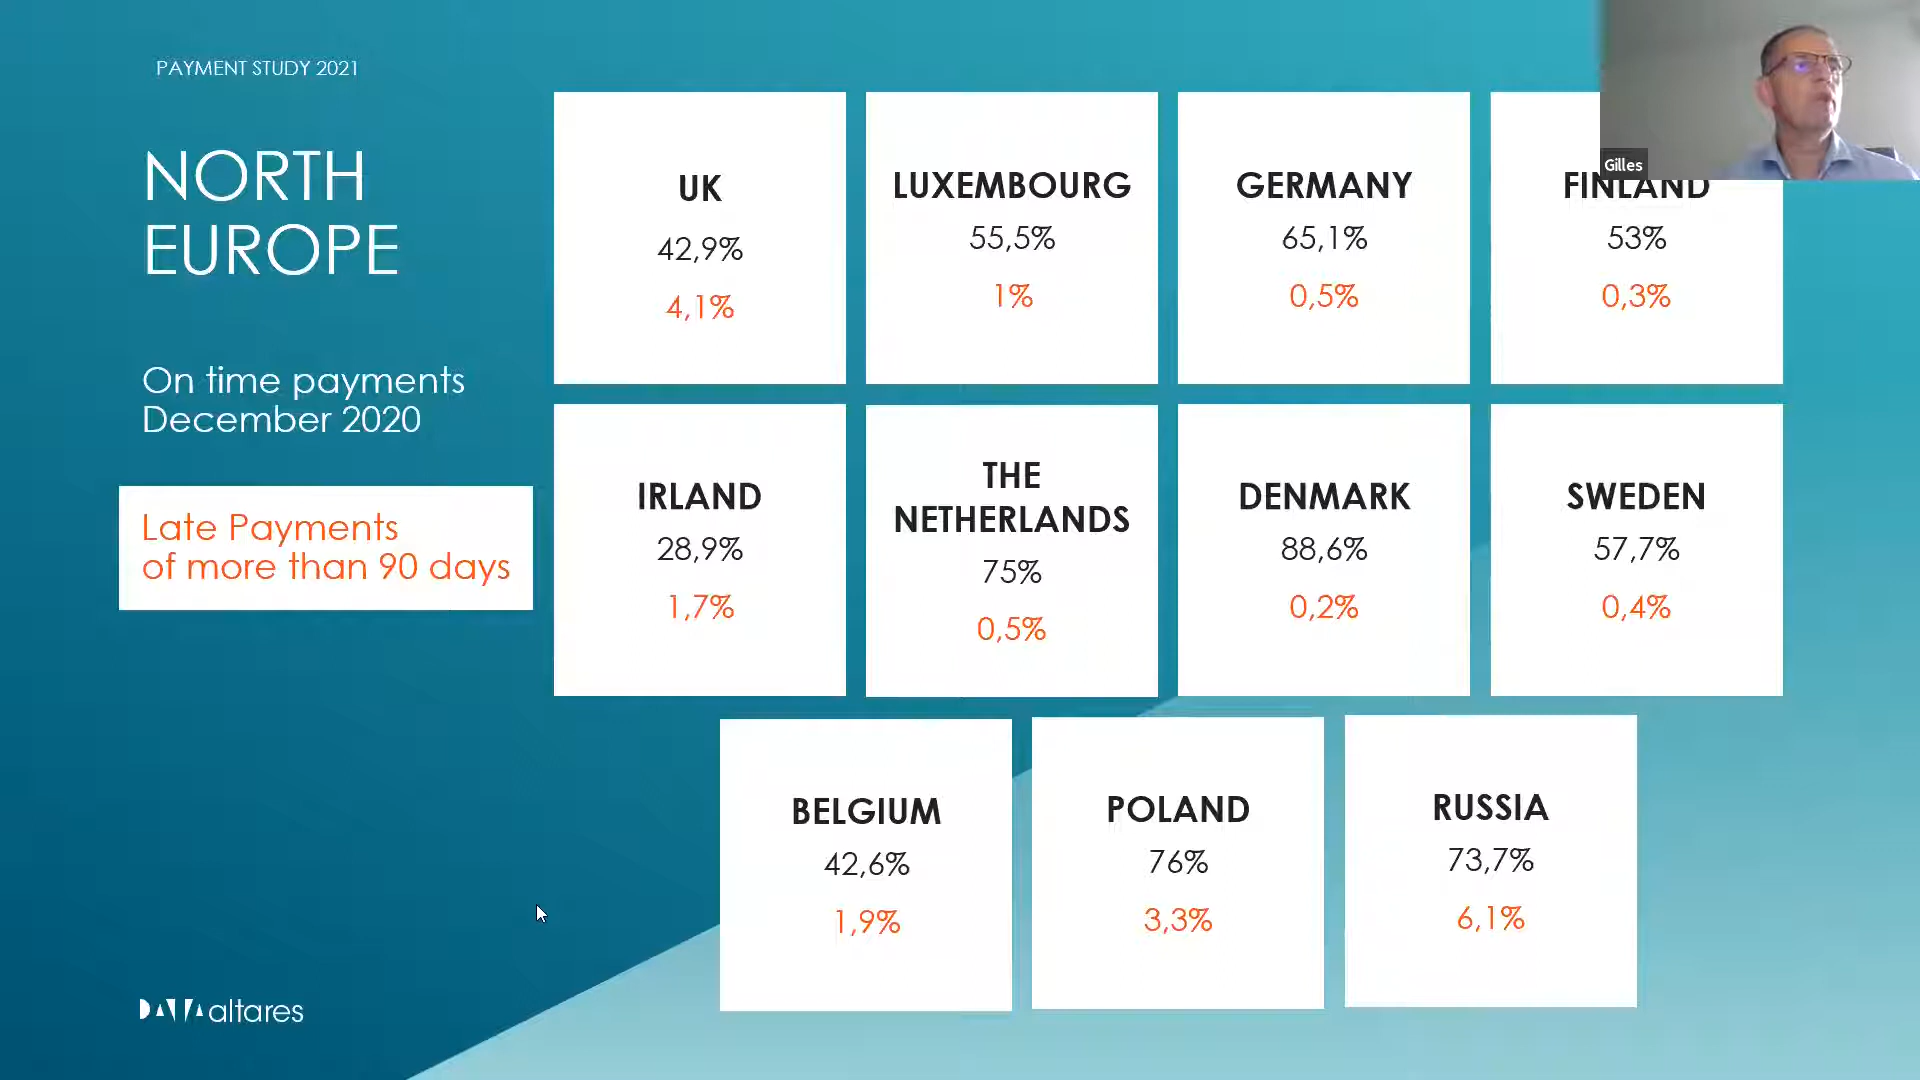 PAYMENT STUDY 2021
NORTH
EUROPE
On time payments
December 2020
Late Payments
of more than 90 days
UK
42,9%
4,1%
LUXEMBOURG
55,5%
1%
GERMANY
65,1%
0,5%
Gilles
FINLAND
53%
0,3%
IRLAND
28,9%
1,7%
THE
NETHERLANDS
75%
0,5%
DENMARK
88,6%
0,2%
SWEDEN
57,7%
0,4%
BELGIUM
42,6%
1,9%
POLAND
76%
3,3%
RUSSIA
73,7%
6,1%
DATA altares